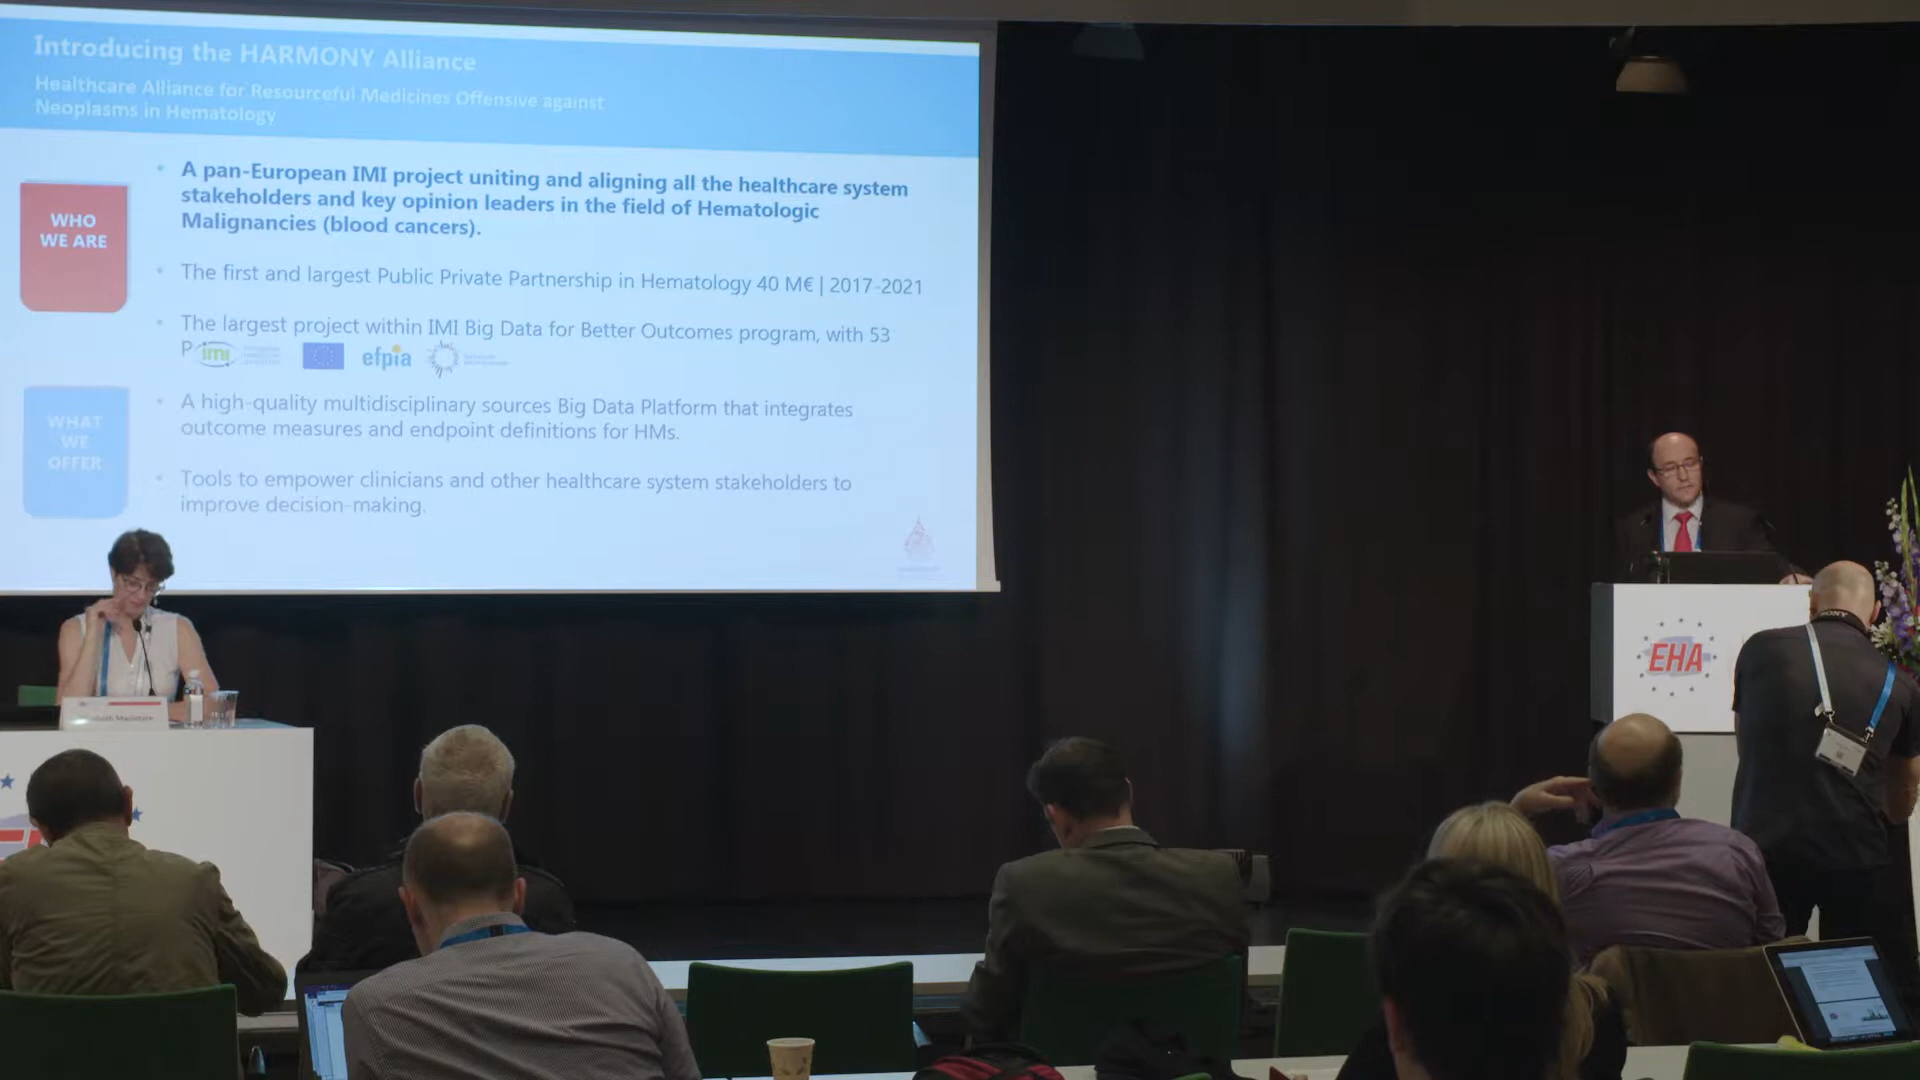 Introducing the HARMONY Alliance
Healthcare Alliance for Resourceful Medicines Offensive against
Neoplasms in Hematology
WHO
WE ARE
• A pan-European IMI project uniting and aligning all the healthcare system
stakeholders and key opinion leaders in the field of Hematologic
Malignancies (blood cancers).
• The first and largest Public Private Partnership in Hematology 40 M€ | 2017-2021
• The largest project within IMI Big Data for Better Outcomes program, with 53
P
imi
efpia
WHAT
WE
OFFER
• A high-quality multidisciplinary sources Big Data Platform that integrates
outcome measures and endpoint definitions for HMs.
• Tools to empower clinicians and other healthcare system stakeholders to
improve decision-making.
EHA
SONY